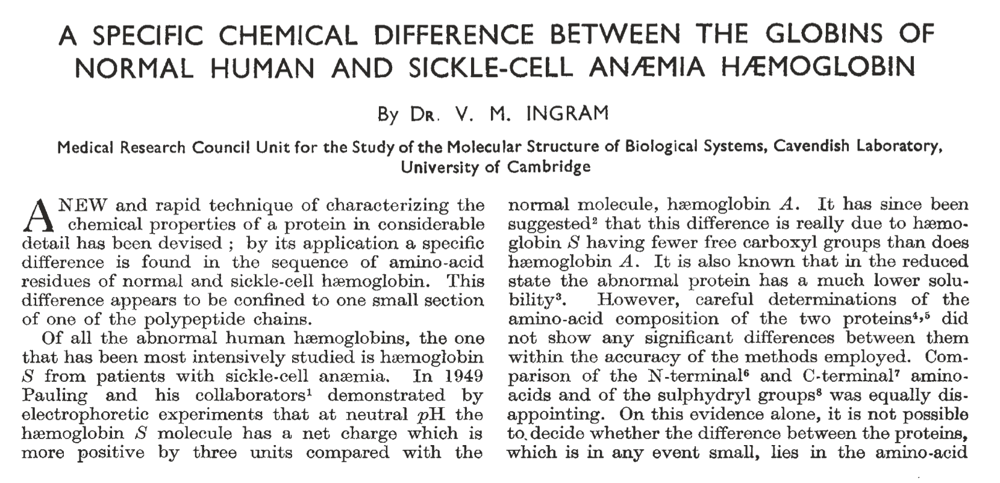 A SPECIFIC CHEMICAL DIFFERENCE BETWEEN THE GLOBINS OF
NORMAL HUMAN AND SICKLE-CELL ANÆMIA HÆMOGLOBIN
By DR. V. M. INGRAM
Medical Research Council Unit for the Study of the Molecular Structure of Biological Systems, Cavendish Laboratory,
University of Cambridge
A NEW and rapid technique of characterizing the
chemical properties of a protein in considerable
detail has been devised ; by its application a specific
difference is found in the sequence of amino-acid
residues of normal and sickle-cell hæmoglobin. This
difference appears to be confined to one small section
of one of the polypeptide chains.
Of all the abnormal human hæmoglobins, the one
that has been most intensively studied is hæmoglobin
S from patients with sickle-cell anæmia. In 1949
Pauling and his collaborators¹ demonstrated by
electrophoretic experiments that at neutral pH the
hæmoglobin S molecule has a net charge which is
more positive by three units compared with the
normal molecule, hæmoglobin A. It has since been
suggested² that this difference is really due to hæmo-
globin S having fewer free carboxyl groups than does
hæmoglobin A. It is also known that in the reduced
state the abnormal protein has a much lower solu-
bility³. However, careful determinations of the
amino-acid composition of the two proteins⁴,⁵ did
not show any significant differences between them
within the accuracy of the methods employed. Com-
parison of the N-terminal⁶ and C-terminal⁷ amino-
acids and of the sulphydryl groups⁸ was equally dis-
appointing. On this evidence alone, it is not possible
to decide whether the difference between the proteins,
which is in any event small, lies in the amino-acid